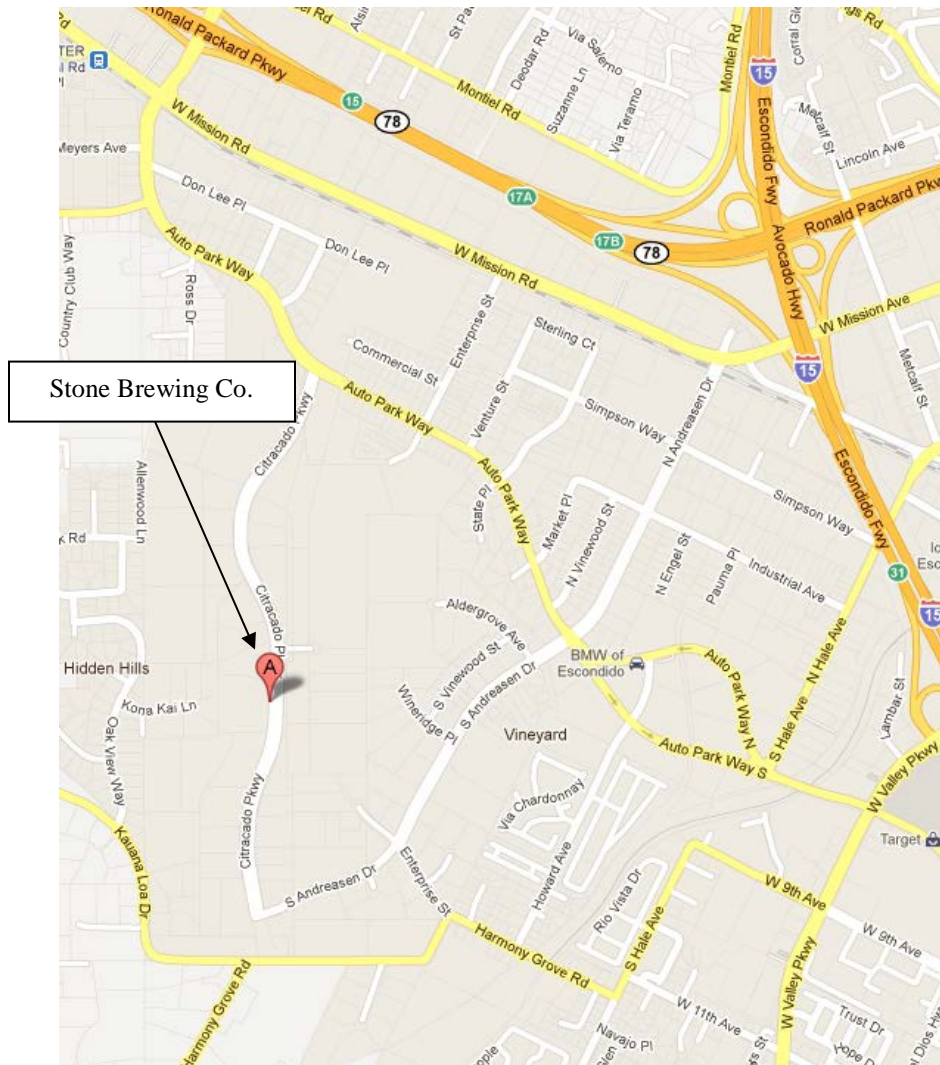 Ronald Packard Pkwy
Via Salerno
Deodar Rd
Suzanne Ln
Via Teramo
Montiel Rd
Montiel Rd
15
Escondido Fwy
Metcalf St
Lincoln Ave
Rd
15
78
Meyers Ave
W Mission Rd
17A
Ronald Packard Pkw
Don Lee Pl
17B
78
Avocado Hwy
Country Club Way
Auto Park Way
Don Lee Pl
W Mission Rd
W Mission Ave
Ross Dr
Enterprise St
Sterling Ct
Commercial St
15
Metcalf St
Stone Brewing Co.
Auto Park Way
Venture St
Simpson Way
N Andreasen Dr
Citracado Pkwy
Allenwood Ln
Auto Park Way
Escondido Fwy
State Pl
Market Pl
Simpson Way
Rd
N Vinewood St
N Engel St
Pauma Pl
Industrial Ave
31
Aldergrove Ave
15
Citracado P
Hidden Hills
A
S Vinewood St
S Andreasen Dr
BMW of
Escondido
Auto Park Way N
N Hale Ave
Kona Kai Ln
Wineridge Pl
Vineyard
S Hale Ave
Lambar St
Oak View Way
Auto Park Way S
W Valley Pkwy
Via Chardonnay
Citracado Pkwy
Target
Kauana Loa Dr
S Andreasen Dr
Enterprise St
Howard Ave
Rio Vista Dr
W 9th Ave
S Hale Ave
W 9th Ave
Harmony Grove Rd
Harmony Grove Rd
W 11th Ave
W Valley Pkwy
Trust Dr
Navajo Pl
Hope D